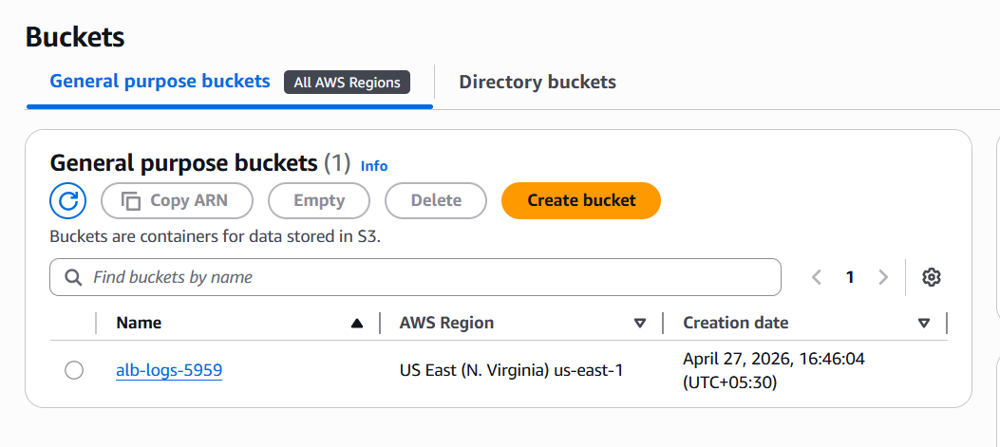 Buckets
General purpose buckets All AWS Regions Directory buckets
General purpose buckets (1) Info
Copy ARN Empty Delete Create bucket
Buckets are containers for data stored in S3.
Find buckets by name 1
Name AWS Region Creation date
alb-logs-5959 US East (N. Virginia) us-east-1 April 27, 2026, 16:46:04
(UTC+05:30)